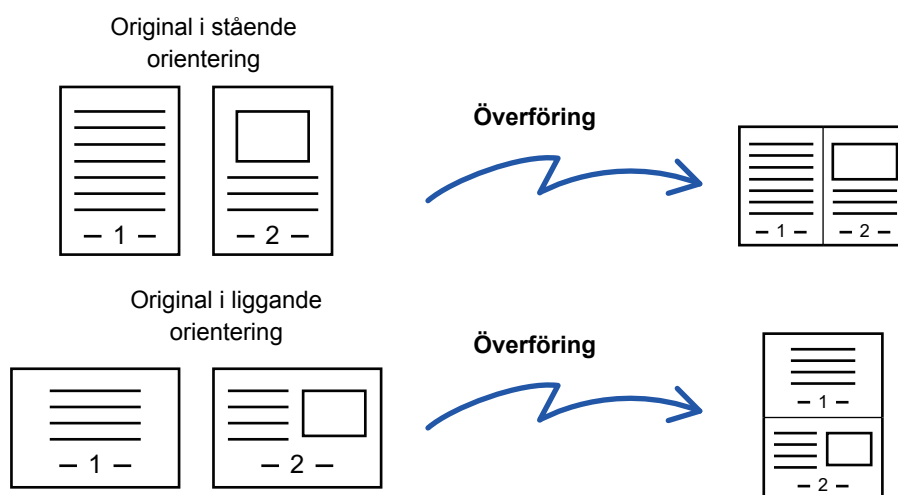 Original i stående
orientering
Överföring
– 1 –
– 2 –
– 1 –
– 2 –
Original i liggande
orientering
Överföring
– 1 –
– 2 –
– 1 –
– 2 –